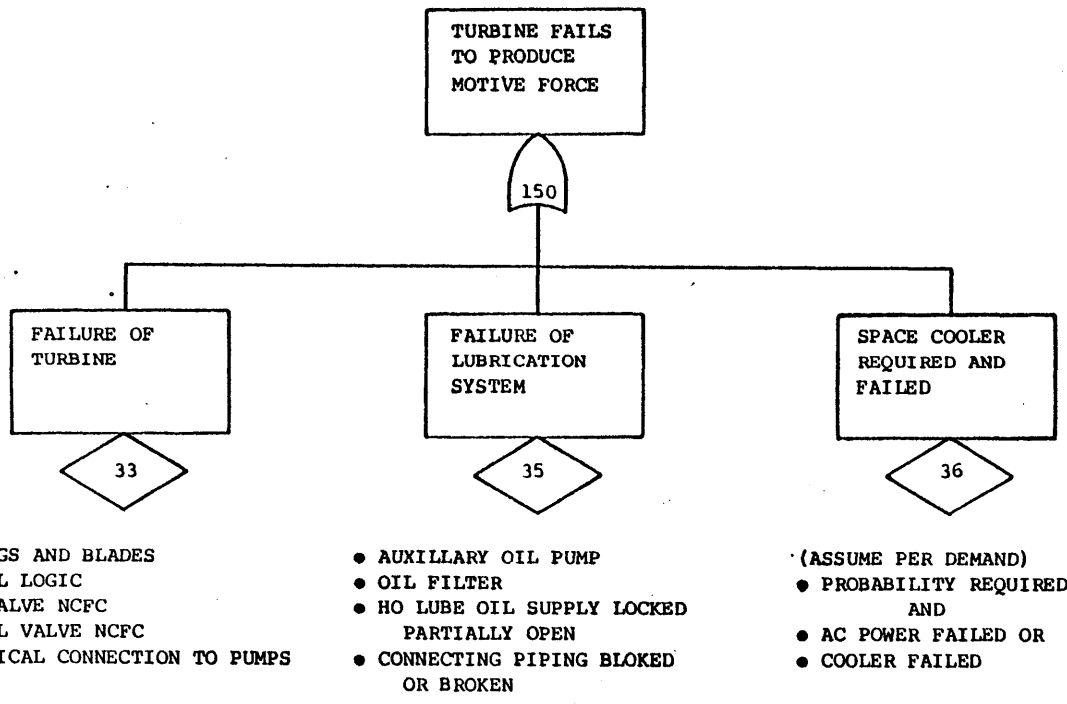 TURBINE FAILS
TO PRODUCE
MOTIVE FORCE
150
FAILURE OF
TURBINE
33
FAILURE OF
LUBRICATION
SYSTEM
35
SPACE COOLER
REQUIRED AND
FAILED
36
AND BLADES
LOGIC
NCFC
VALVE NCFC
CONNECTION TO PUMPS
● AUXILLARY OIL PUMP
● OIL FILTER
● HO LUBE OIL SUPPLY LOCKED
PARTIALLY OPEN
● CONNECTING PIPING BLOKED
OR BROKEN
(ASSUME PER DEMAND)
● PROBABILITY REQUIRED
AND
● AC POWER FAILED OR
● COOLER FAILED